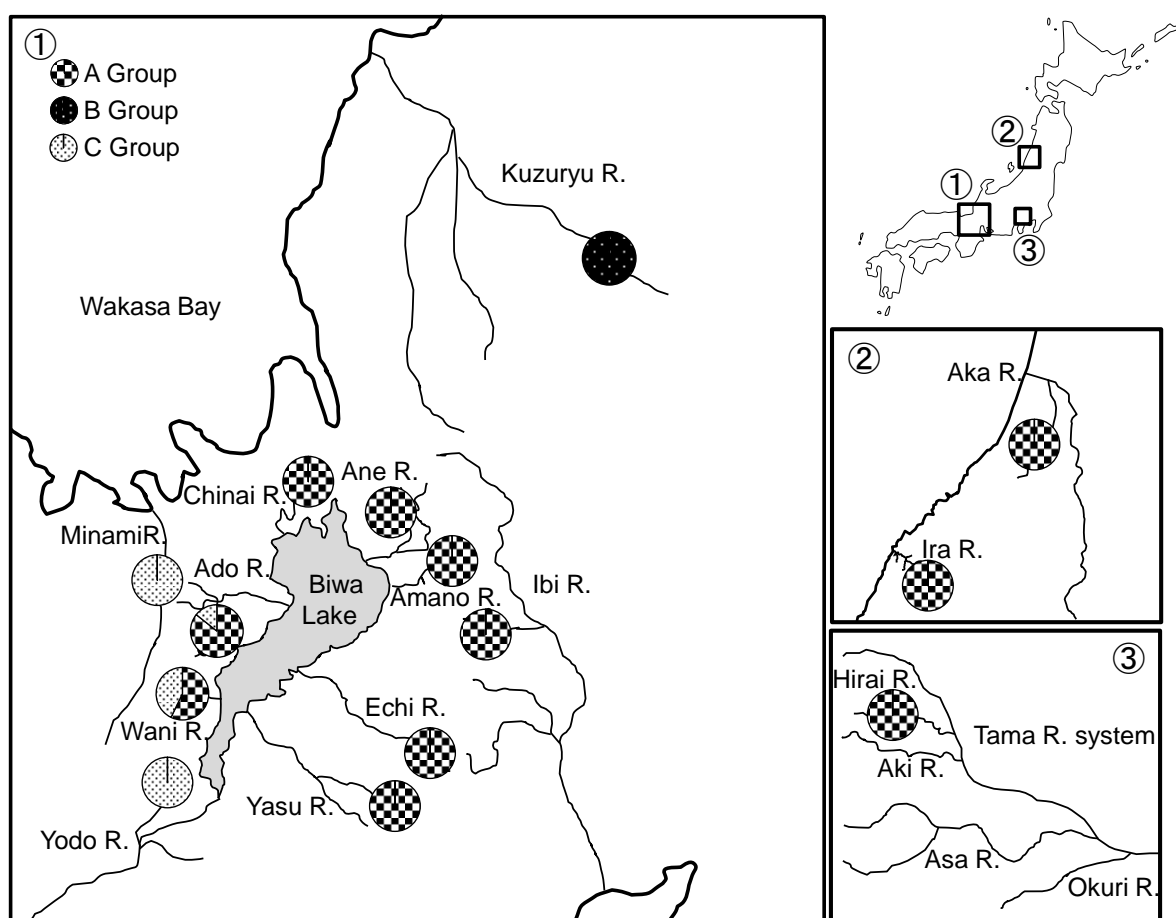 ①
A Group
B Group
C Group
Kuzuryu R.
Wakasa Bay
Ane R.
Chinai R.
MinamiR.
Ado R.
Biwa
Lake
Amano R.
Ibi R.
Wani R.
Echi R.
Yasu R.
Yodo R.
②
①
③
②
Aka R.
Ira R.
③
Hirai R.
Tama R. system
Aki R.
Asa R.
Okuri R.